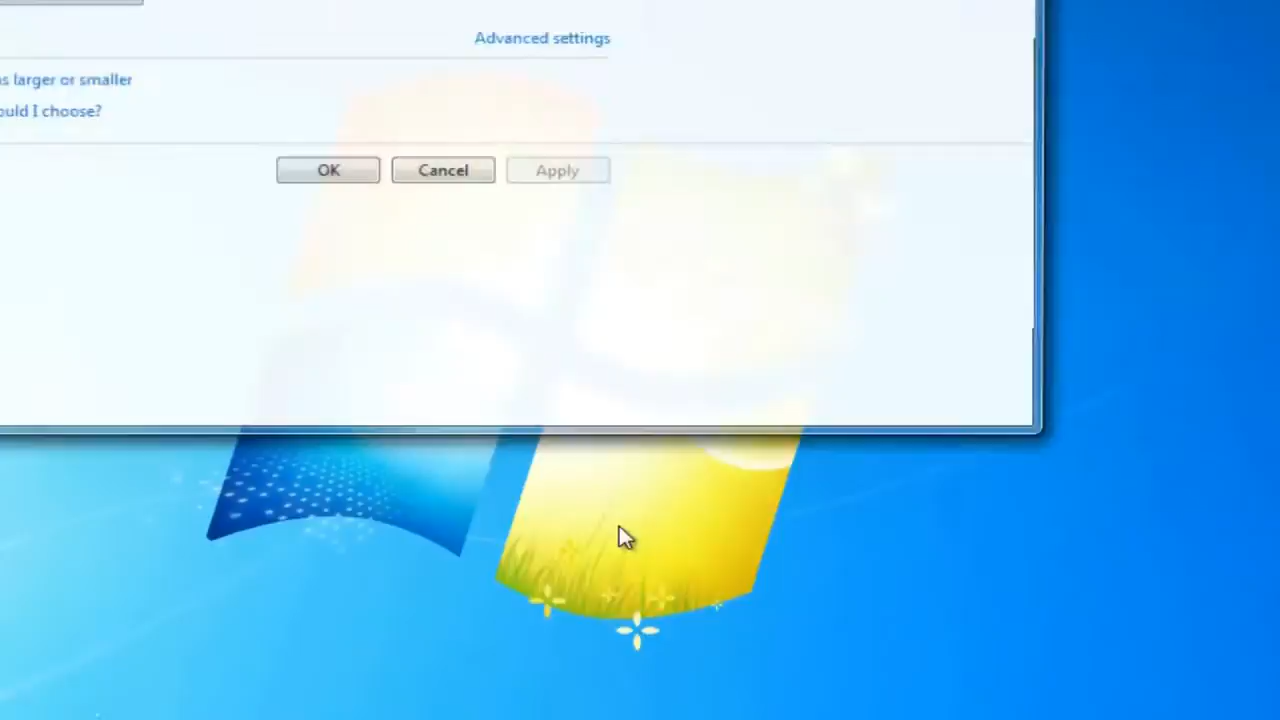 Advanced settings
s larger or smaller
ould I choose?
OK Cancel Apply